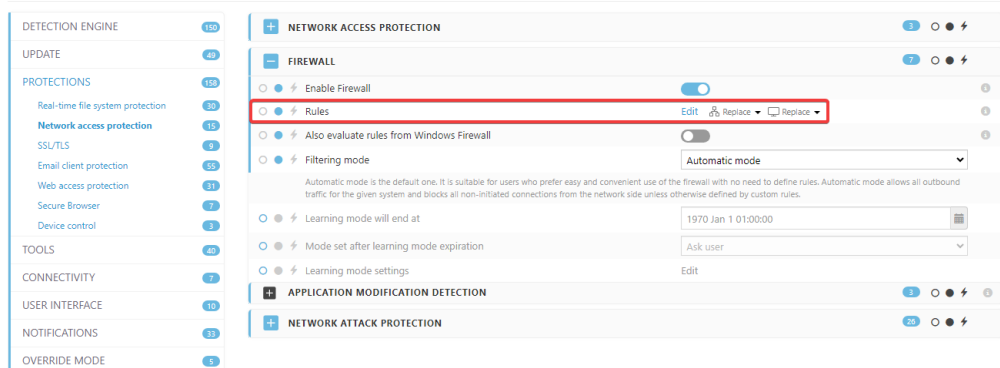 DETECTION ENGINE 150
UPDATE 49
PROTECTIONS 158
Real-time file system protection 30
Network access protection 15
SSL/TLS 9
Email client protection 55
Web access protection 31
Secure Browser 7
Device control 3
TOOLS 40
CONNECTIVITY 7
USER INTERFACE 10
NOTIFICATIONS 33
OVERRIDE MODE 5
NETWORK ACCESS PROTECTION 3
FIREWALL 7
Enable Firewall
Rules Edit Replace Replace
Also evaluate rules from Windows Firewall
Filtering mode Automatic mode
Automatic mode is the default one. It is suitable for users who prefer easy and convenient use of the firewall with no need to define rules. Automatic mode allows all outbound
traffic for the given system and blocks all non-initiated connections from the network side unless otherwise defined by custom rules.
Learning mode will end at 1970 Jan 1 01:00:00
Mode set after learning mode expiration Ask user
Learning mode settings Edit
APPLICATION MODIFICATION DETECTION 3
NETWORK ATTACK PROTECTION 26